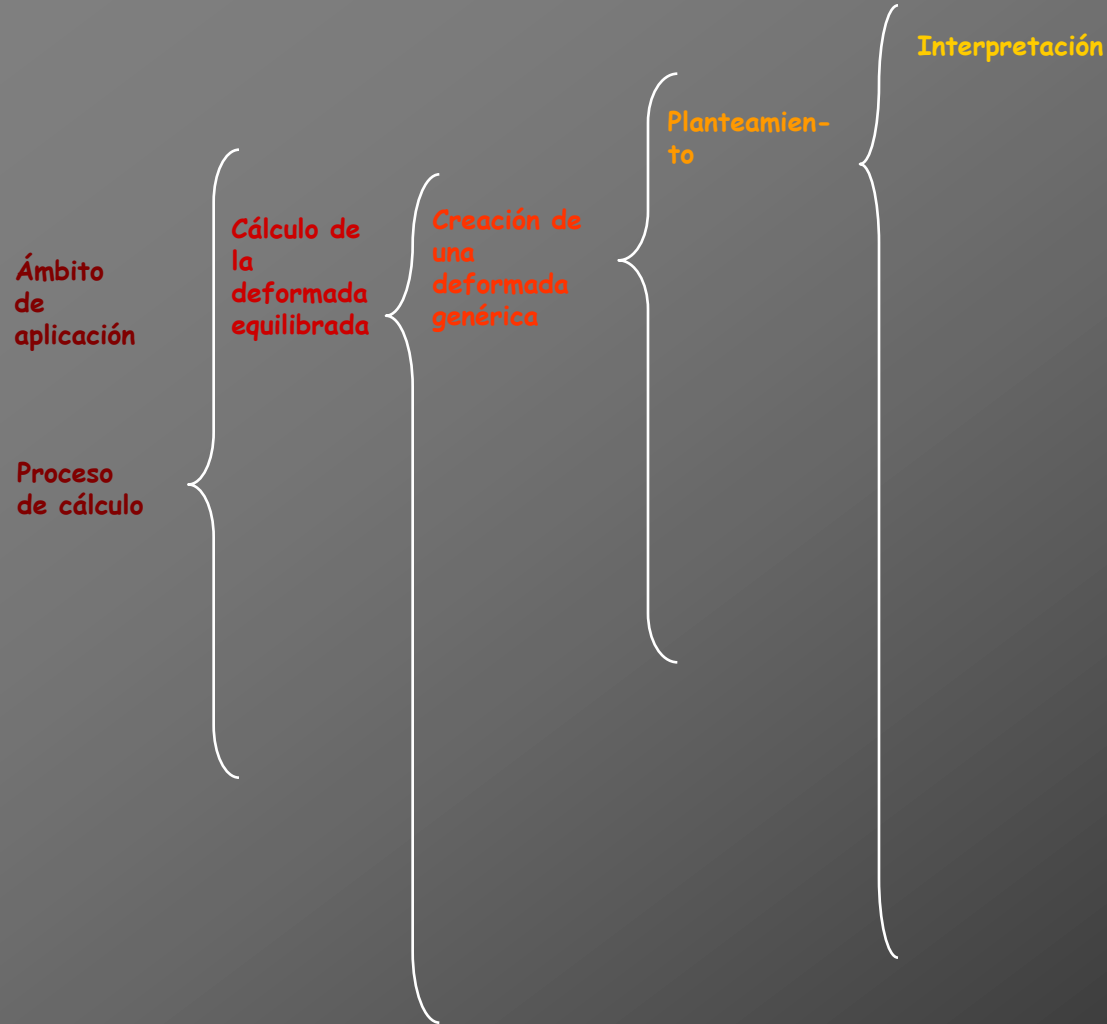 Ámbito
de
aplicación
Proceso
de cálculo
Cálculo de
la
deformada
equilibrada
Creación de
una
deformada
genérica
Planteamien-
to
Interpretación